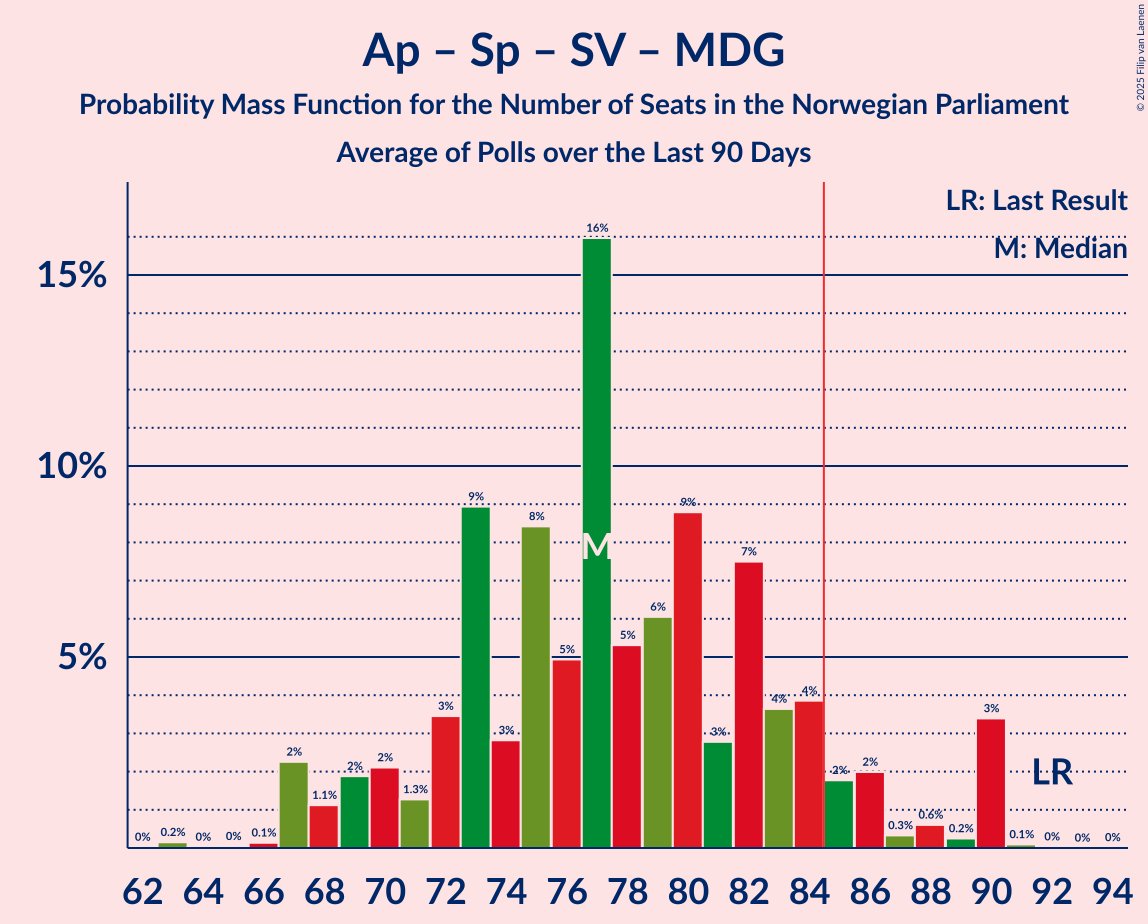 Ap – Sp – SV – MDG
Probability Mass Function for the Number of Seats in the Norwegian Parliament
Average of Polls over the Last 90 Days
© 2025 Filip van Laenen
LR: Last Result
M: Median
15%
10%
5%
0% 0.2% 0% 0% 0.1% 2% 1.1% 2% 2% 1.3% 3% 9% 3% 8% 5% 16% 5% 6% 9% 3% 7% 4% 4% 2% 2% 0.3% 0.6% 0.2% 3% 0.1% 0% 0% 0%
M
LR
62 64 66 68 70 72 74 76 78 80 82 84 86 88 90 92 94